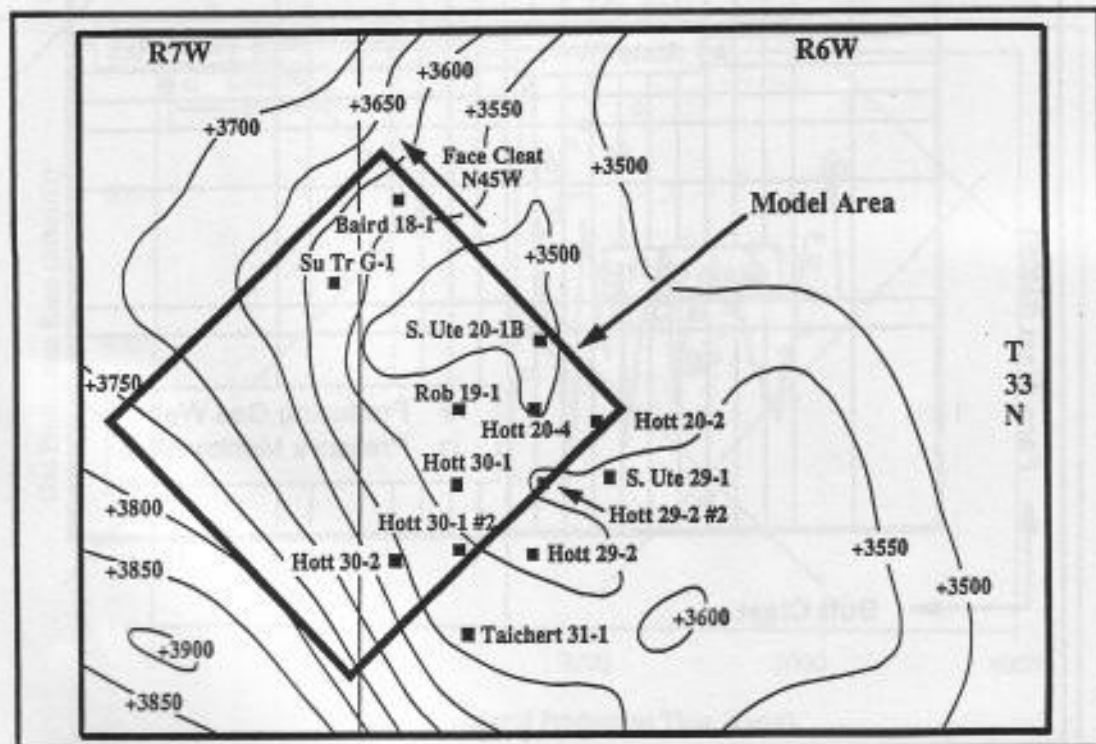 R7W
R6W
+3600
+3650
+3550
+3700
+3500
Face Cleat
N45W
Baird 18-1
Model Area
Su Tr G-1
+3500
S. Ute 20-1B
T
33
N
+3750
Rob 19-1
Hott 20-4
Hott 20-2
Hott 30-1
S. Ute 29-1
Hott 29-2 #2
+3800
Hott 30-1 #2
Hott 30-2
Hott 29-2
+3550
+3850
+3500
+3600
Taichert 31-1
+3900
+3850